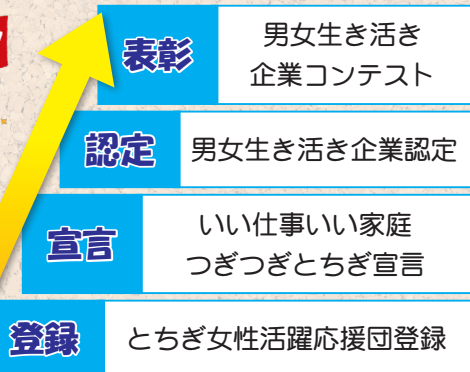 表彰
男女生き活き
企業コンテスト
認定
男女生き活き企業認定
宣言
いい仕事いい家庭
つぎつぎとちぎ宣言
登録
とちぎ女性活躍応援団登録